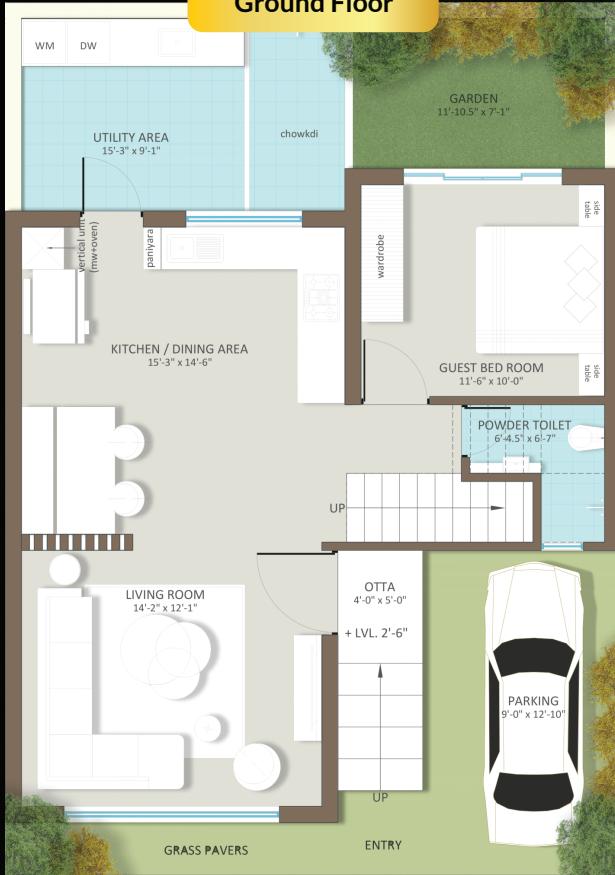 Ground Floor
WM
DW
UTILITY AREA
15'-3" x 9'-1"
chowkdi
GARDEN
11'-10.5" x 7'-1"
vertical unit
(mw+oven)
paniyara
wardrobe
side
table
KITCHEN / DINING AREA
15'-3" x 14'-6"
GUEST BED ROOM
11'-6" x 10'-0"
side
table
POWDER TOILET
6'-4.5" x 6'-7"
UP
LIVING ROOM
14'-2" x 12'-1"
OTTA
4'-0" x 5'-0"
+ LVL. 2'-6"
PARKING
9'-0" x 12'-10"
UP
GRASS PAVERS
ENTRY